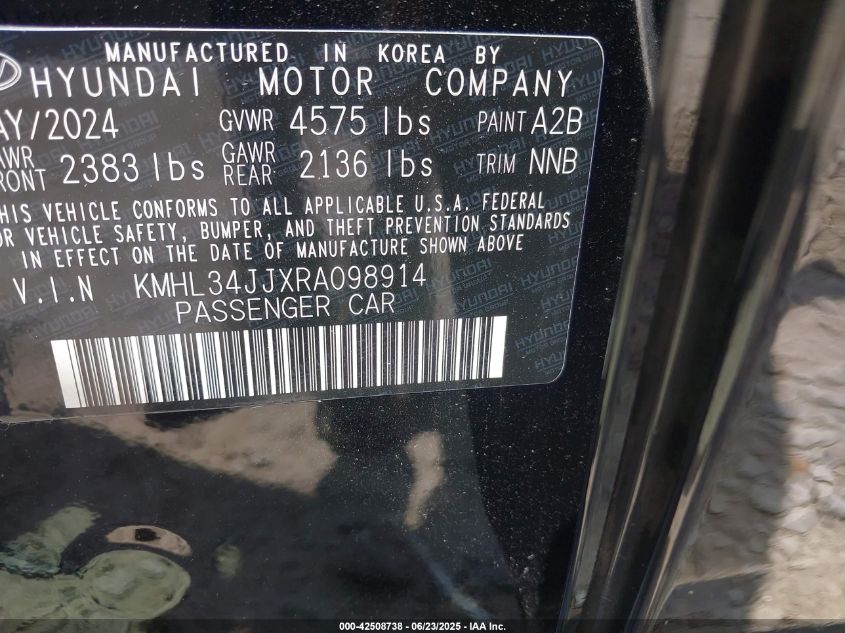 MANUFACTURED IN KOREA BY
HYUNDAI MOTOR COMPANY
AY/2024 GVWR 4575 lbs PAINT A2B
AWR FRONT 2383 lbs GAWR REAR 2136 lbs TRIM NNB
THIS VEHICLE CONFORMS TO ALL APPLICABLE U.S.A. FEDERAL
OR VEHICLE SAFETY, BUMPER, AND THEFT PREVENTION STANDARDS
IN EFFECT ON THE DATE OF MANUFACTURE SHOWN ABOVE
V.I.N KMHL34JJXRA098914
PASSENGER CAR
000-42508738 - 06/23/2025 - IAA Inc.